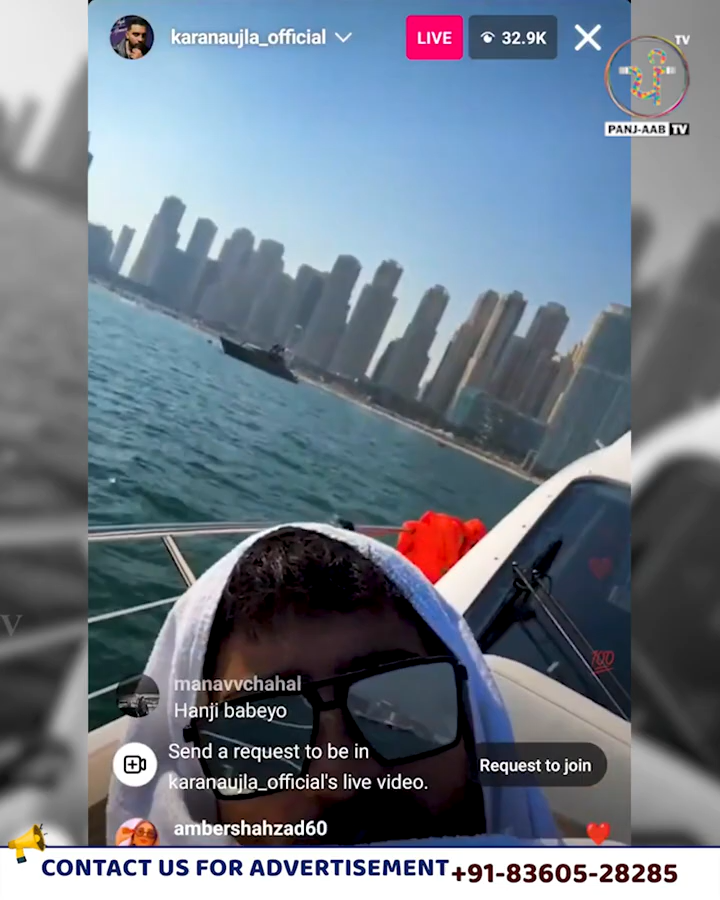 karanaujla_official
LIVE
32.9K
TV
ਪੰ
PANJ-AAB TV
V
💯
manavvchahal
Hanji babeyo
Send a request to be in
karanaujla_official's live video.
Request to join
ambershahzad60
CONTACT US FOR ADVERTISEMENT +91-83605-28285